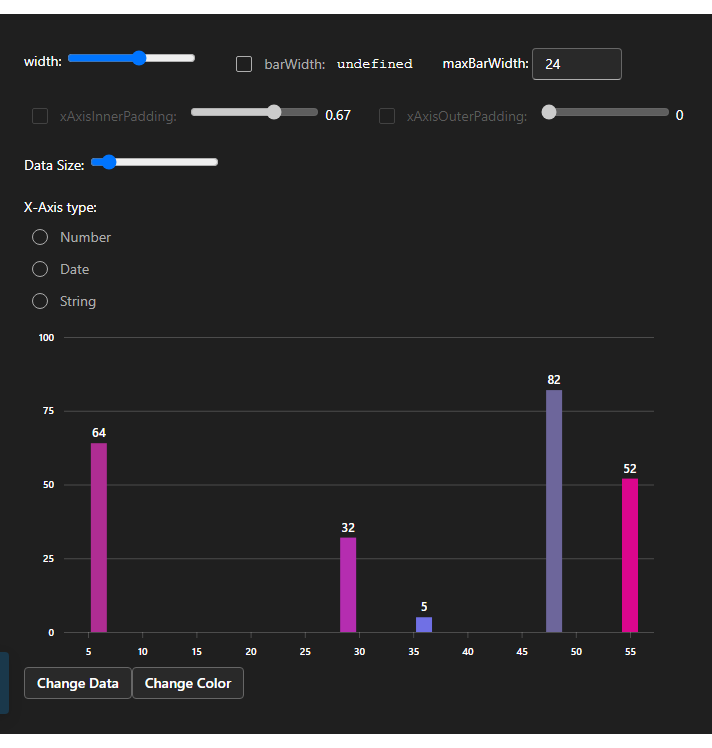 width: barWidth: undefined maxBarWidth: 24
xAxisInnerPadding: 0.67 xAxisOuterPadding: 0
Data Size:
X-Axis type:
Number
Date
String
100
82
75
64
52
50
32
25
5
0
5 10 15 20 25 30 35 40 45 50 55
Change Data Change Color